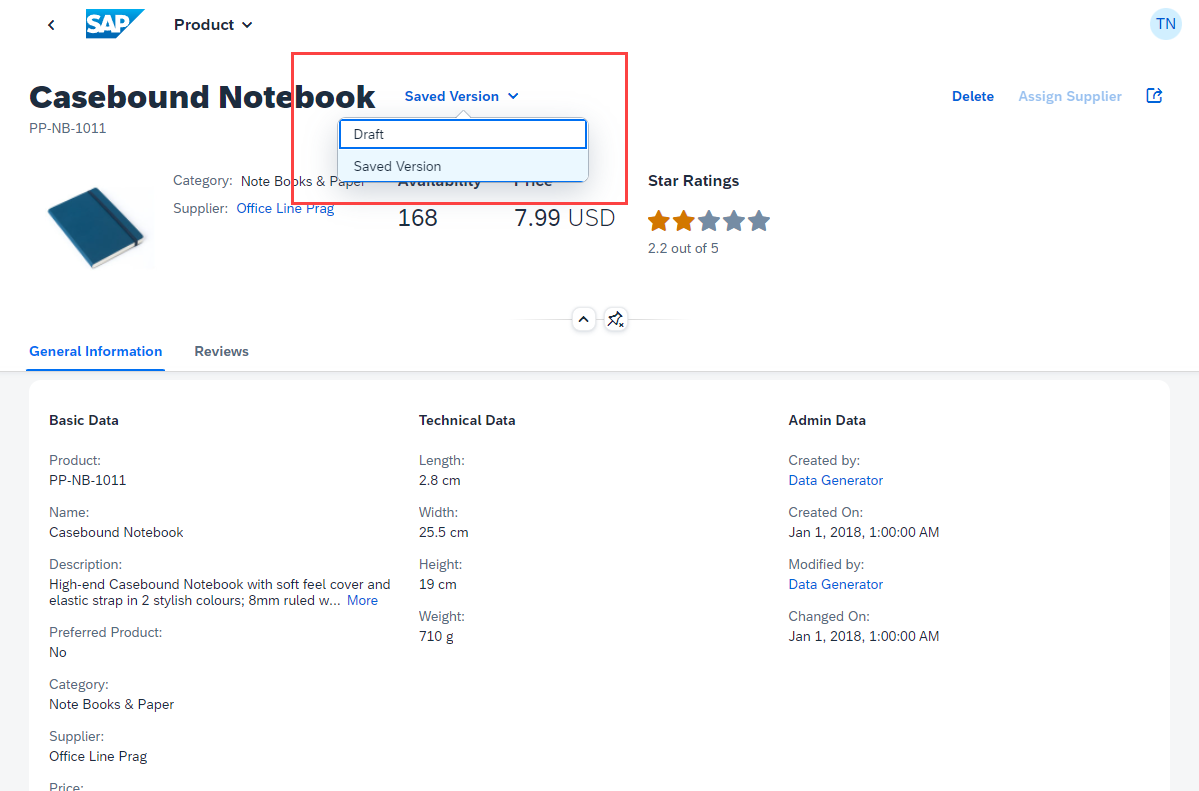 SAP Product TN
Casebound Notebook Saved Version Delete Assign Supplier
PP-NB-1011
Draft
Saved Version
Category: Note Books & Paper Availability Price Star Ratings
Supplier: Office Line Prag 168 7.99 USD
2.2 out of 5
General Information Reviews
Basic Data
Product:
PP-NB-1011
Name:
Casebound Notebook
Description:
High-end Casebound Notebook with soft feel cover and
elastic strap in 2 stylish colours; 8mm ruled w... More
Preferred Product:
No
Category:
Note Books & Paper
Supplier:
Office Line Prag
Price:
Technical Data
Length:
2.8 cm
Width:
25.5 cm
Height:
19 cm
Weight:
710 g
Admin Data
Created by:
Data Generator
Created On:
Jan 1, 2018, 1:00:00 AM
Modified by:
Data Generator
Changed On:
Jan 1, 2018, 1:00:00 AM